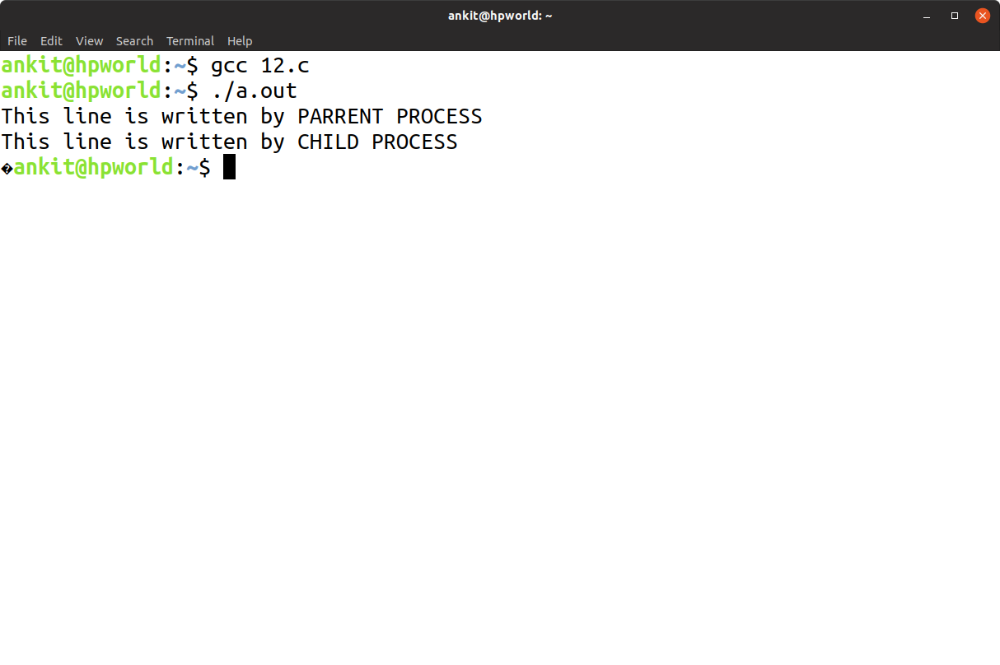 ankit@hpworld: ~
File Edit View Search Terminal Help
ankit@hpworld:~$ gcc 12.c
ankit@hpworld:~$ ./a.out
This line is written by PARRENT PROCESS
This line is written by CHILD PROCESS
�ankit@hpworld:~$